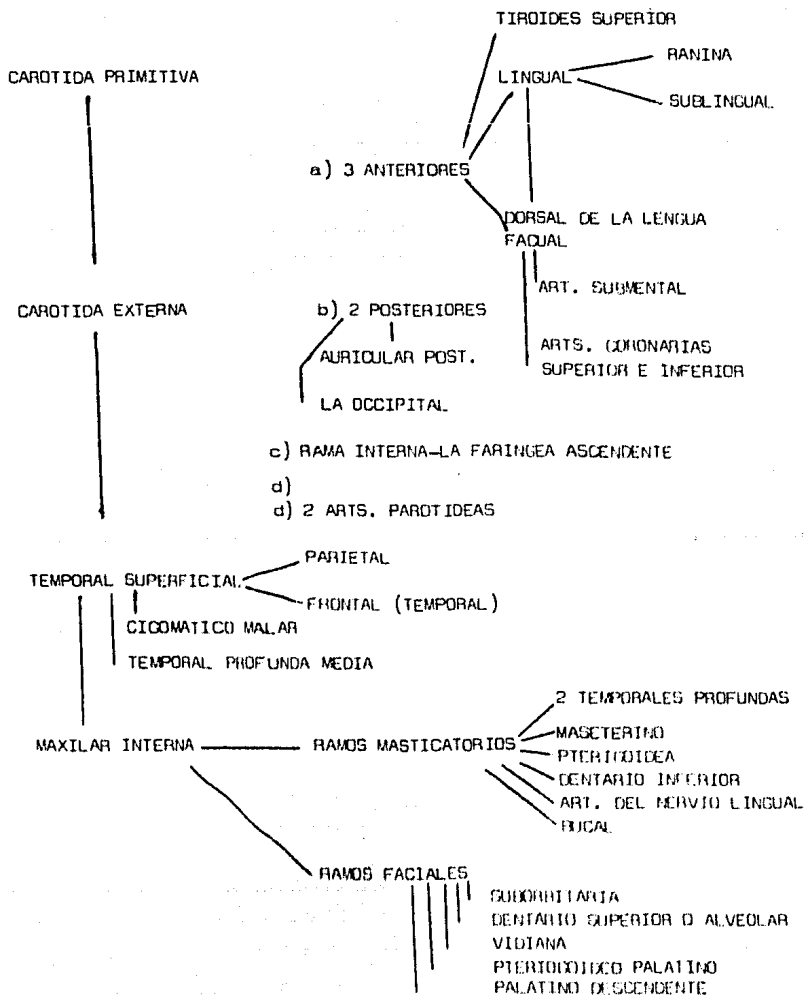 TIROIDES SUPERIOR
RANINA
CAROTIDA PRIMITIVA
LINGUAL
SUBLINGUAL
a) 3 ANTERIORES
DORSAL DE LA LENGUA
FACUAL
ART. SUBMENTAL
CAROTIDA EXTERNA
b) 2 POSTERIORES
ARTS. CORONARIAS
SUPERIOR E INFERIOR
AURICULAR POST.
LA OCCIPITAL
c) RAMA INTERNA-LA FARINGEA ASCENDENTE
d)
d) 2 ARTS. PAROTIDEAS
PARIETAL
TEMPORAL SUPERFICIAL
FRONTAL (TEMPORAL)
CIGOMATICO MALAR
TEMPORAL PROFUNDA MEDIA
2 TEMPORALES PROFUNDAS
MAXILAR INTERNA
RAMOS MASTICATORIOS
MASETERINO
PTERIGOIDEA
DENTARIO INFERIOR
ART. DEL NERVIO LINGUAL
BUCAL
RAMOS FACIALES
SUBORBITARIA
DENTARIO SUPERIOR O ALVEOLAR
VIDIANA
PTERIOGOIDEO PALATINO
PALATINO DESCENDENTE